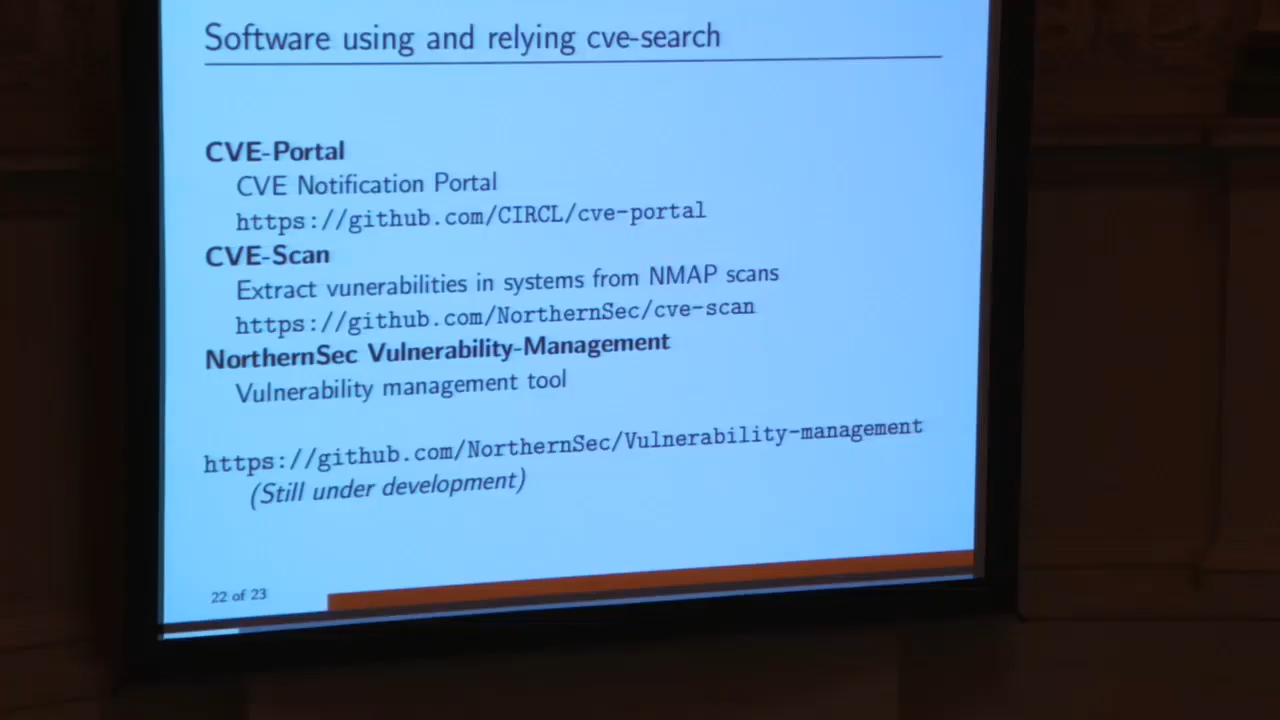 Software using and relying cve-search
CVE-Portal
CVE Notification Portal
https://github.com/CIRCL/cve-portal
CVE-Scan
Extract vunerabilities in systems from NMAP scans
https://github.com/NorthernSec/cve-scan
NorthernSec Vulnerability-Management
Vulnerability management tool
https://github.com/NorthernSec/Vulnerability-management
(Still under development)
22 of 23